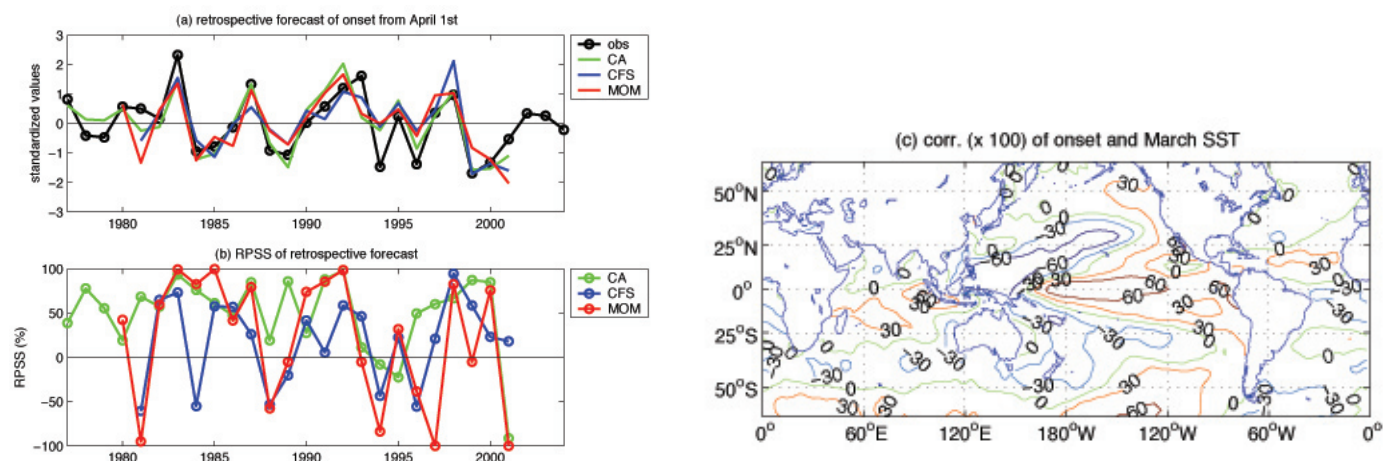 (a) retrospective forecast of onset from April 1st
standardized values
3
2
1
0
−1
−2
−3
1980 1985 1990 1995 2000
obs
CA
CFS
MOM
(b) RPSS of retrospective forecast
RPSS (%)
100
50
0
−50
−100
1980 1985 1990 1995 2000
CA
CFS
MOM
(c) corr. (x 100) of onset and March SST
50°N
25°N
0°
25°S
50°S
0° 60°E 120°E 180°W 120°W 60°W 0°